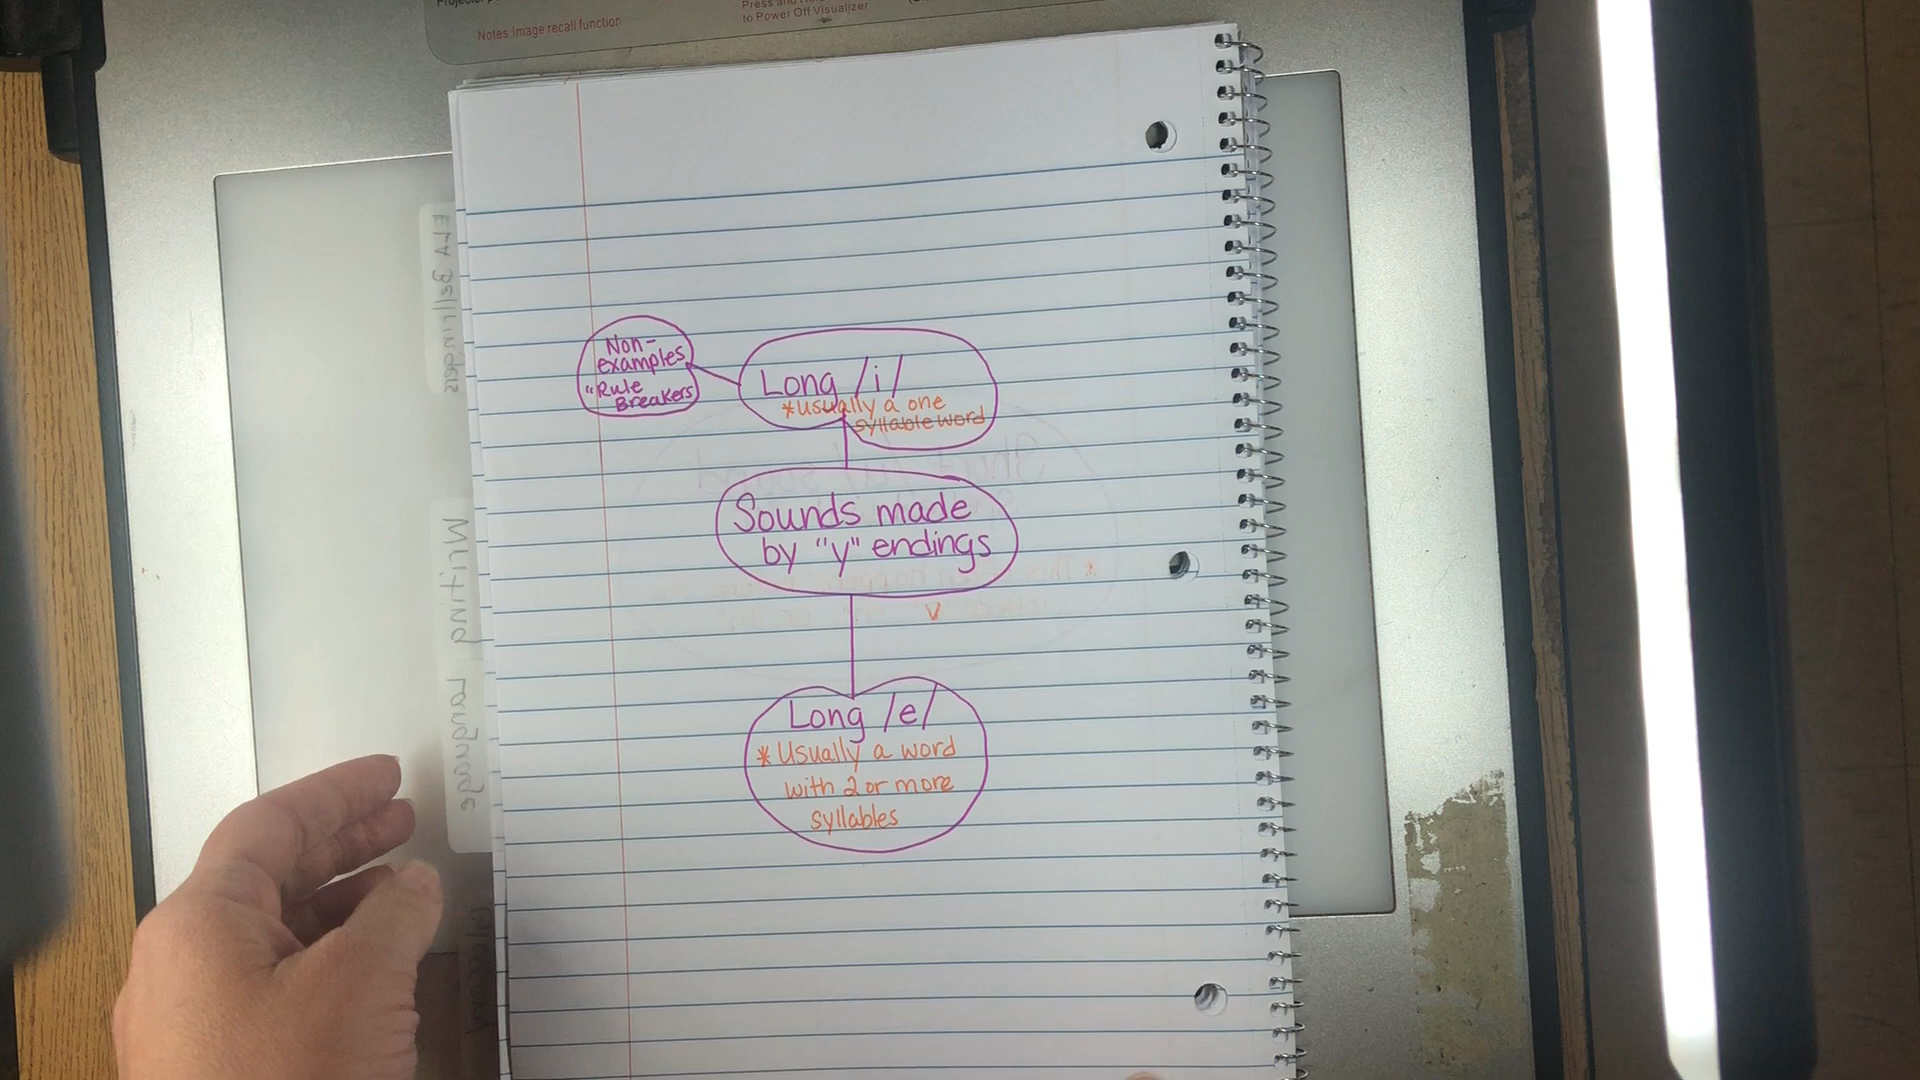 to Power Off Visualizer
Notes Image recall function
Non-
examples
"Rule
Breakers
Long /i/
*usually a one
syllable word
Sounds made
by "y" endings
v
Long /e/
*Usually a word
with 2 or more
syllables
ELA Bellringers
Writing
Language